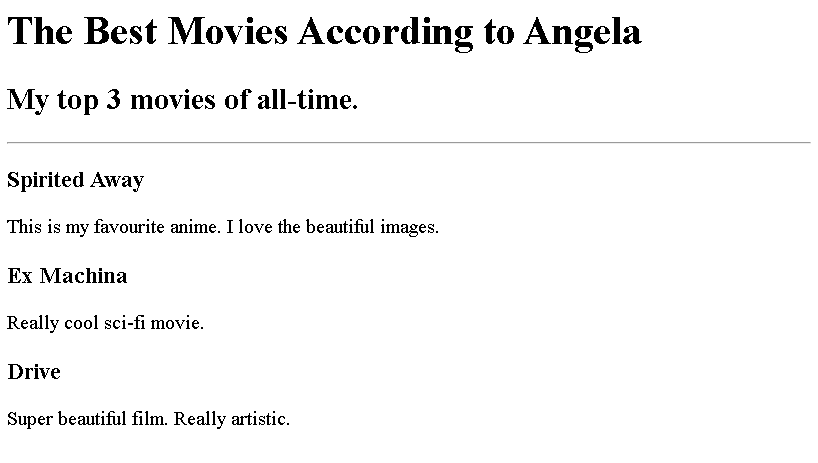 The Best Movies According to Angela
My top 3 movies of all-time.
Spirited Away
This is my favourite anime. I love the beautiful images.
Ex Machina
Really cool sci-fi movie.
Drive
Super beautiful film. Really artistic.